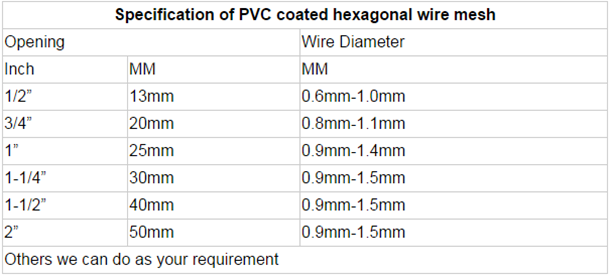 Specification of PVC coated hexagonal wire mesh
Opening Wire Diameter
Inch MM MM
1/2” 13mm 0.6mm-1.0mm
3/4” 20mm 0.8mm-1.1mm
1” 25mm 0.9mm-1.4mm
1-1/4” 30mm 0.9mm-1.5mm
1-1/2” 40mm 0.9mm-1.5mm
2” 50mm 0.9mm-1.5mm
Others we can do as your requirement